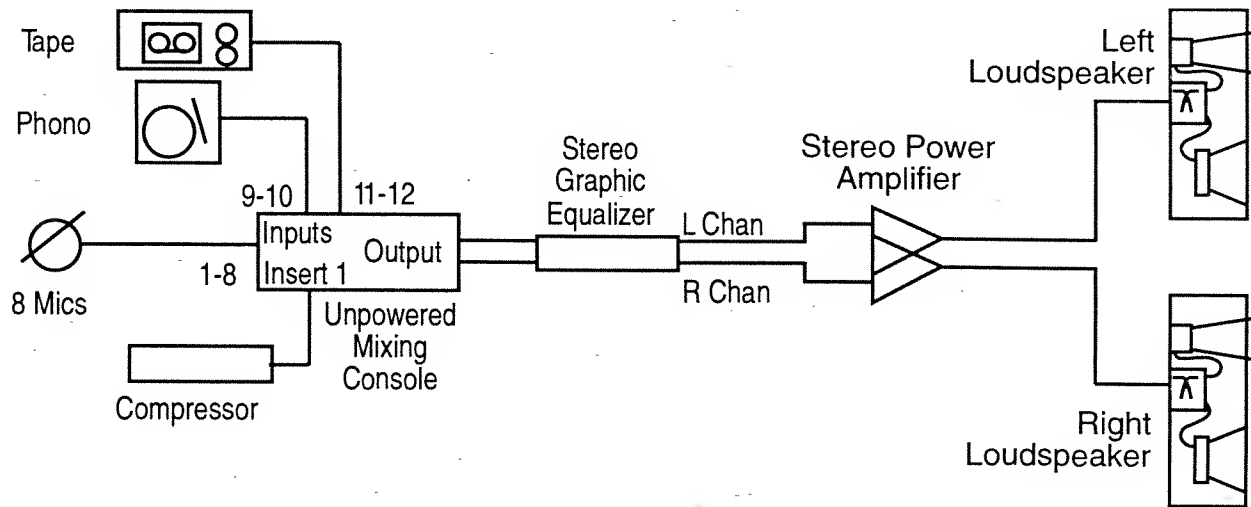 Tape
Phono
9-10
11-12
8 Mics
1-8
Inputs
Output
Insert 1
Unpowered
Mixing
Console
Compressor
Stereo
Graphic
Equalizer
L Chan
R Chan
Stereo Power
Amplifier
Left
Loudspeaker
Right
Loudspeaker